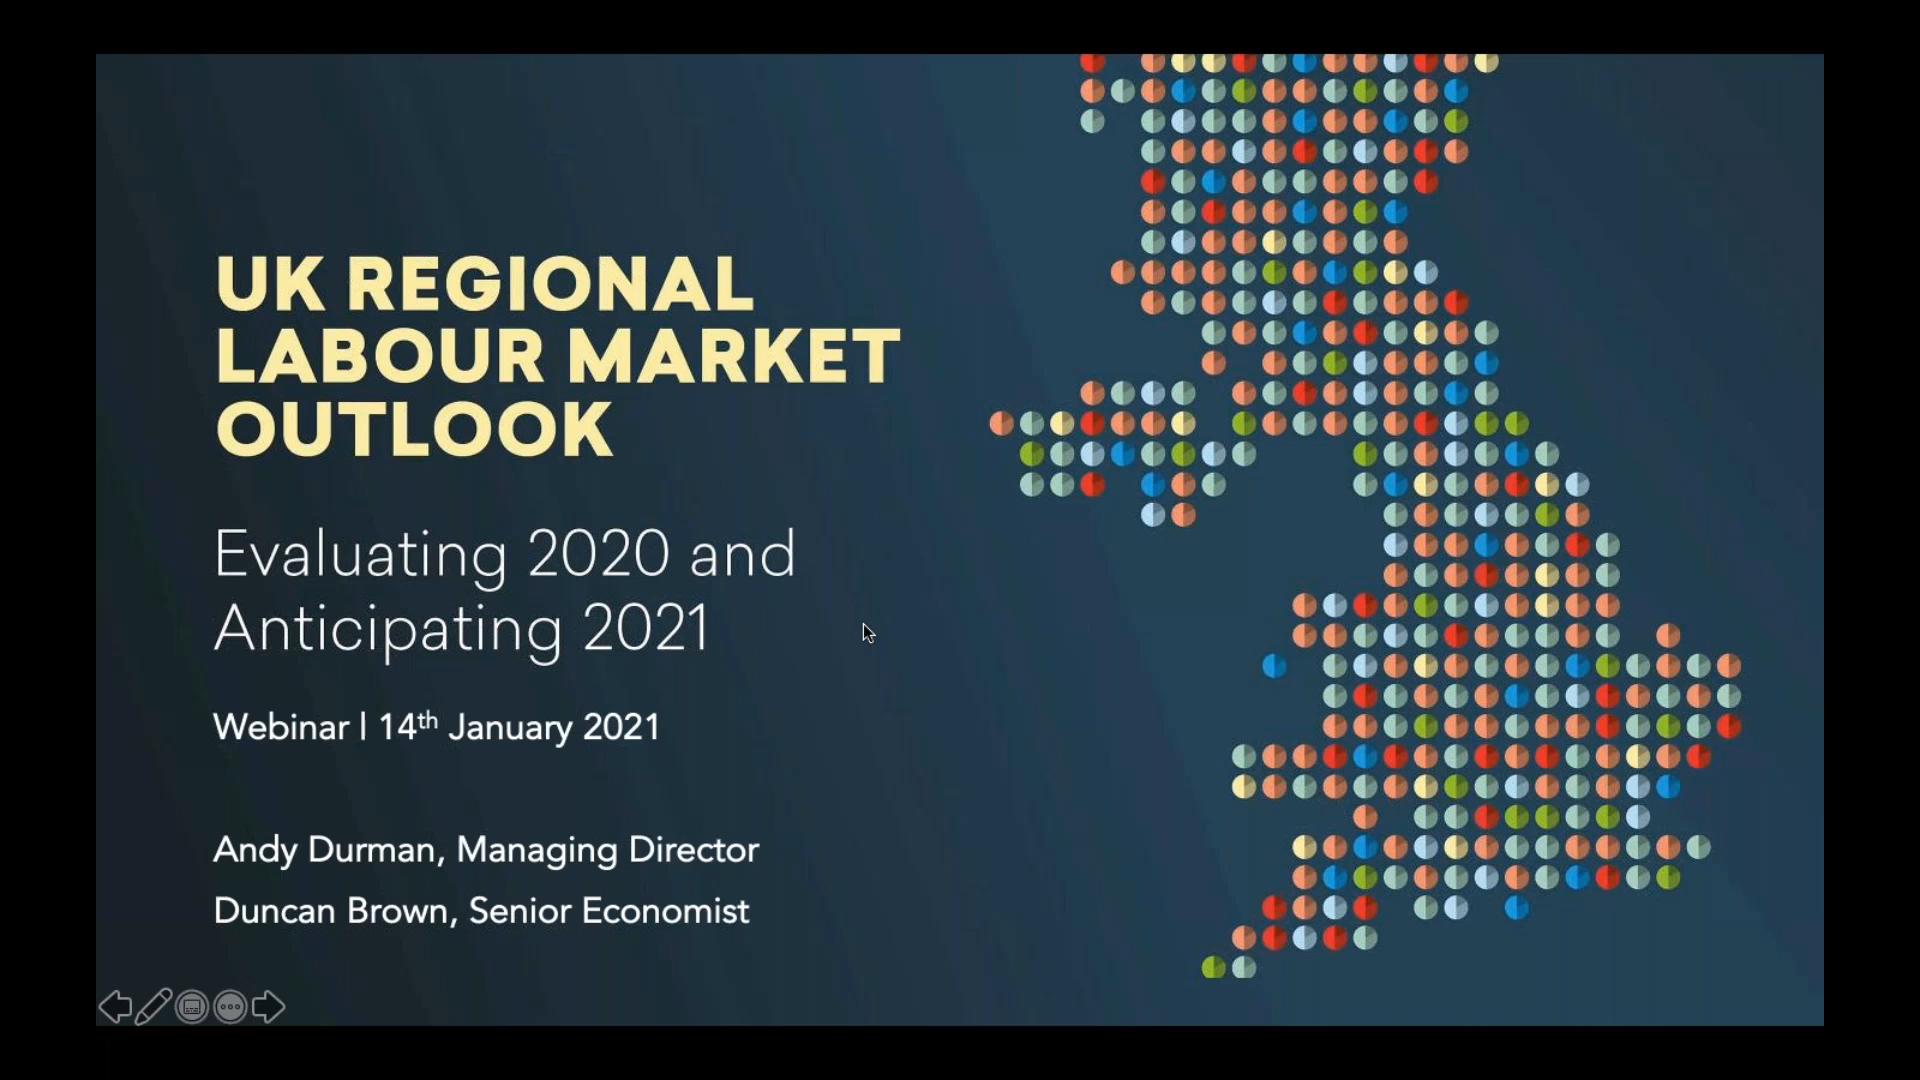 UK REGIONAL
LABOUR MARKET
OUTLOOK
Evaluating 2020 and
Anticipating 2021
Webinar | 14th January 2021
Andy Durman, Managing Director
Duncan Brown, Senior Economist